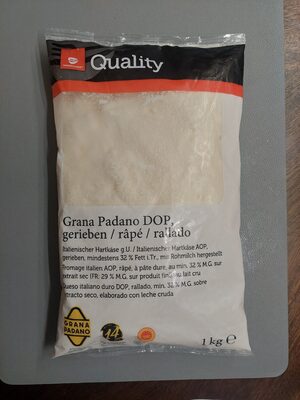 Quality
Grana Padano DOP,
gerieben / râpé / rallado
Italienischer Hartkäse g.U. / Italienischer Hartkäse AOP,
gerieben, mindestens 32 % Fett i.Tr., mit Rohmilch hergestellt
Fromage italien AOP, râpé, à pâte dure, au min. 32 % M.G. sur
extrait sec (FR: 29 % M.G. sur produit fini) au lait cru
Queso italiano duro DOP, rallado, mín. 32 % M.G. sobre
extracto seco, elaborado con leche cruda
GRANA
PADANO
14
1 kg e